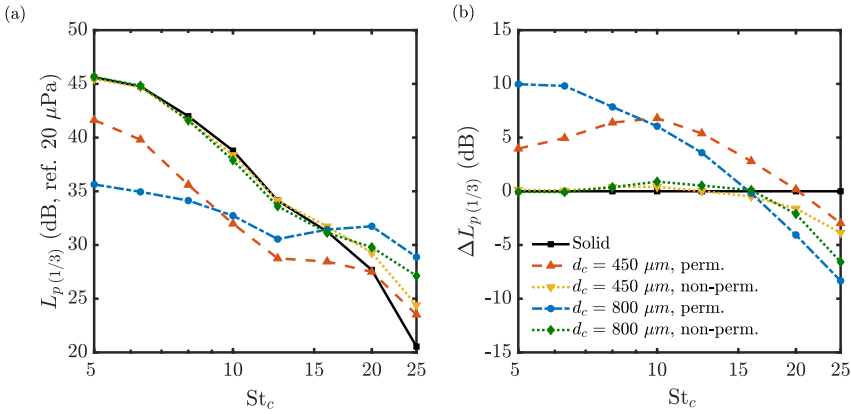 (a)
50
45
40
35
30
25
20
5
10
15
20
25
L_p (1/3) (dB, ref. 20 μPa)
St_c
(b)
15
10
5
0
-5
-10
-15
5
10
15
20
25
ΔL_p (1/3) (dB)
Solid
d_c = 450 μm, perm.
d_c = 450 μm, non-perm.
d_c = 800 μm, perm.
d_c = 800 μm, non-perm.
St_c